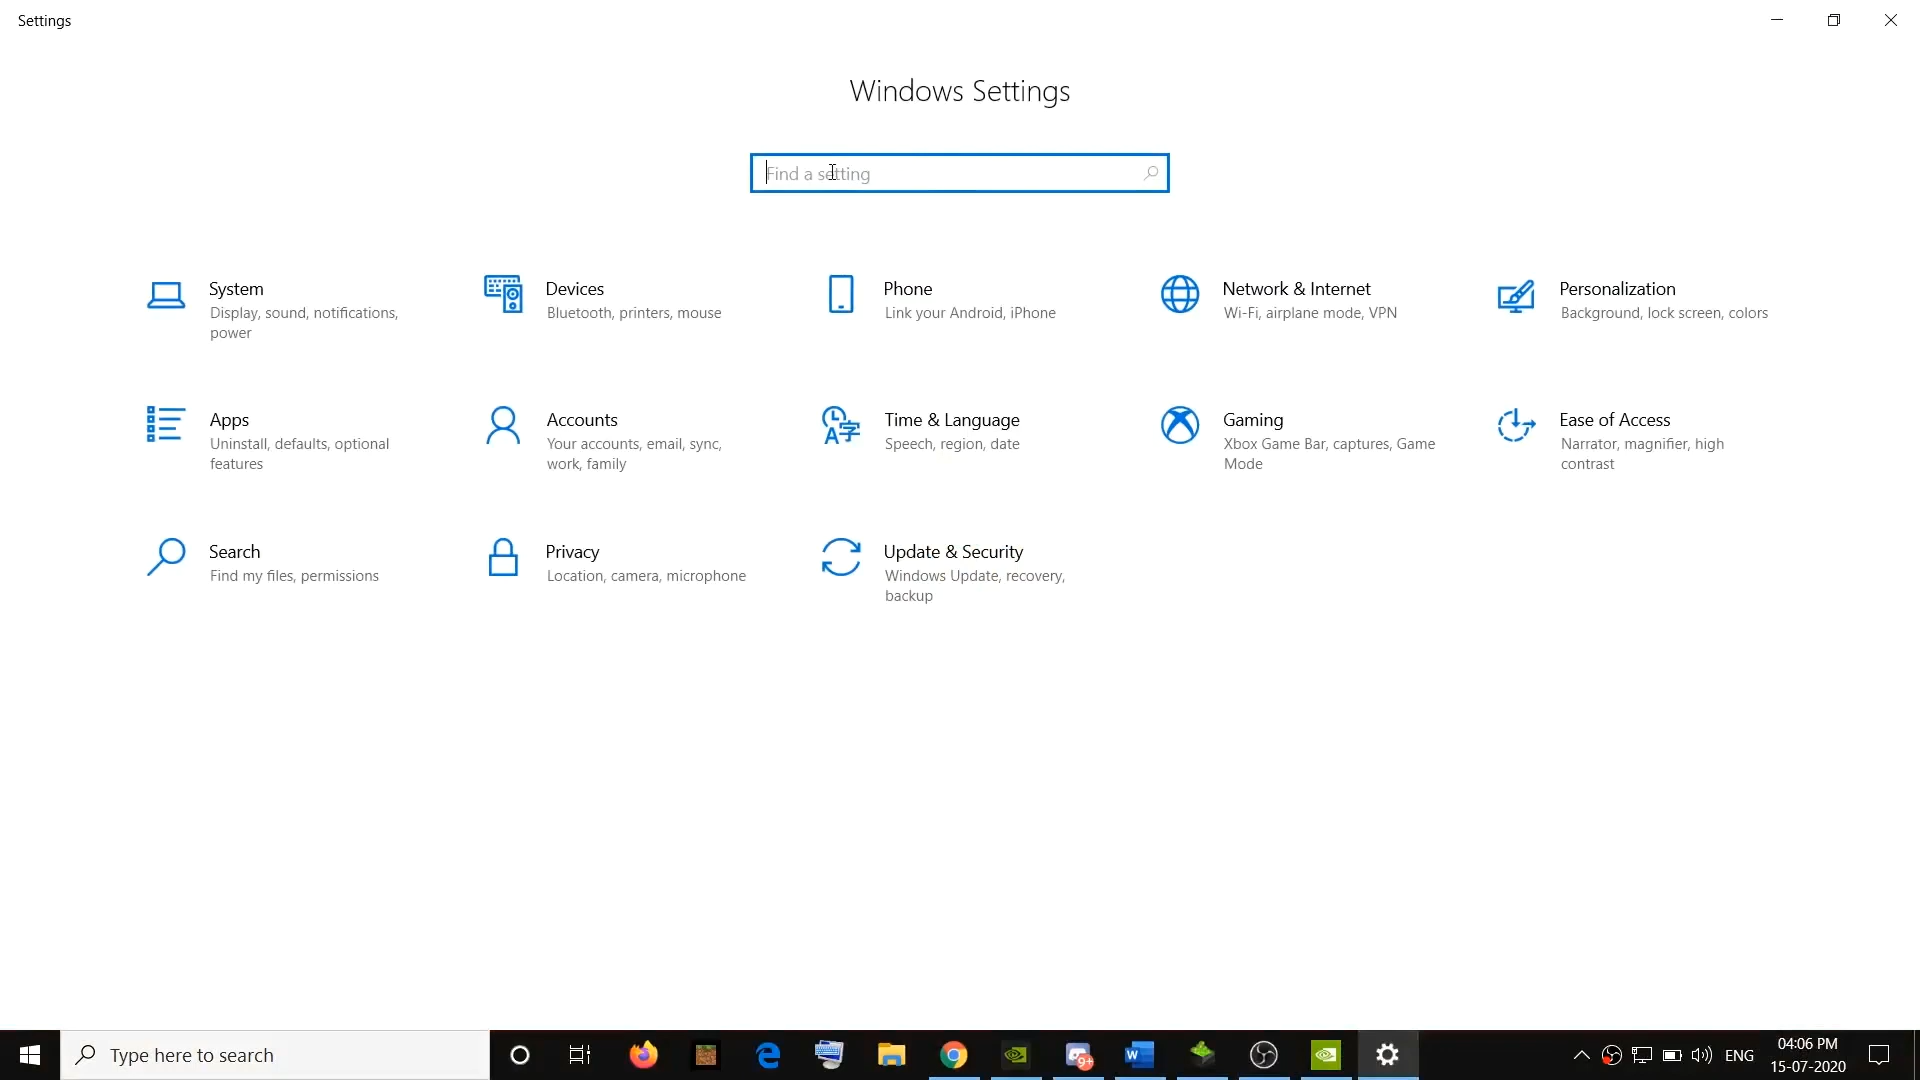 Settings
Windows Settings
Find a setting
System
Display, sound, notifications,
power
Devices
Bluetooth, printers, mouse
Phone
Link your Android, iPhone
Network & Internet
Wi-Fi, airplane mode, VPN
Personalization
Background, lock screen, colors
Apps
Uninstall, defaults, optional
features
Accounts
Your accounts, email, sync,
work, family
Time & Language
Speech, region, date
Gaming
Xbox Game Bar, captures, Game
Mode
Ease of Access
Narrator, magnifier, high
contrast
Search
Find my files, permissions
Privacy
Location, camera, microphone
Update & Security
Windows Update, recovery,
backup
Type here to search
9+
ENG
04:06 PM
15-07-2020